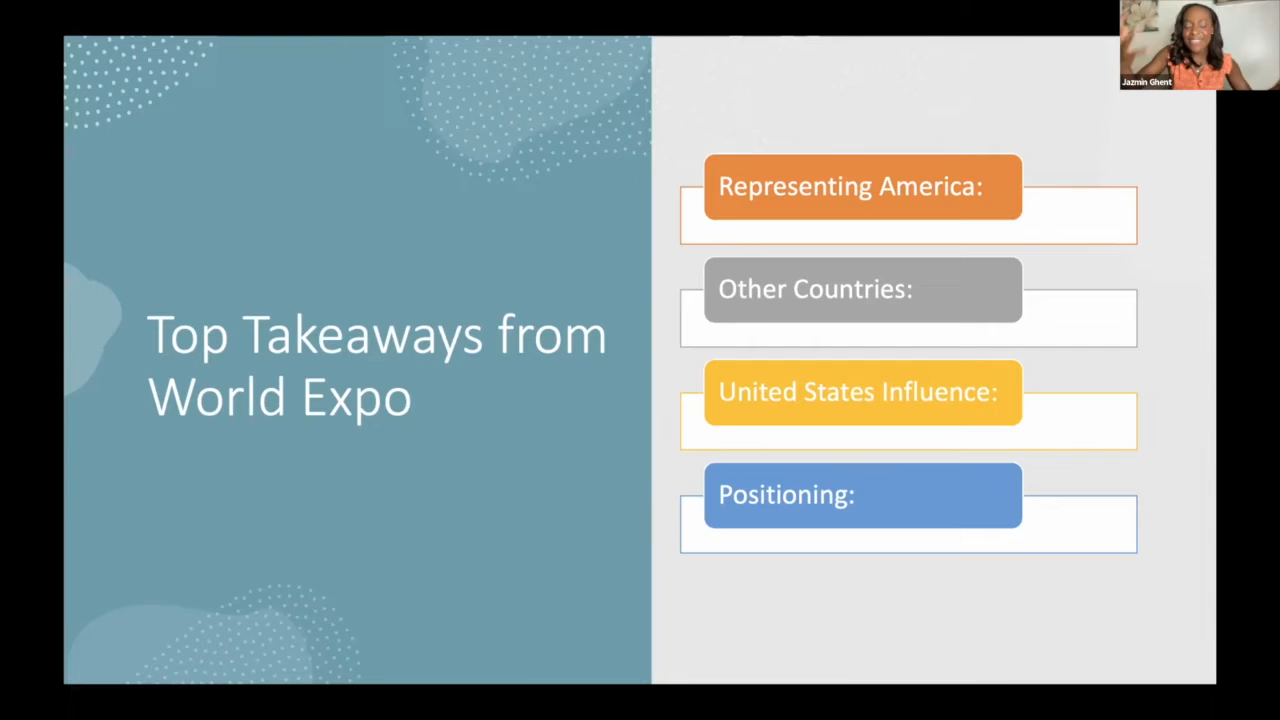 Jazmin Ghent
Top Takeaways from
World Expo
Representing America:
Other Countries:
United States Influence:
Positioning: